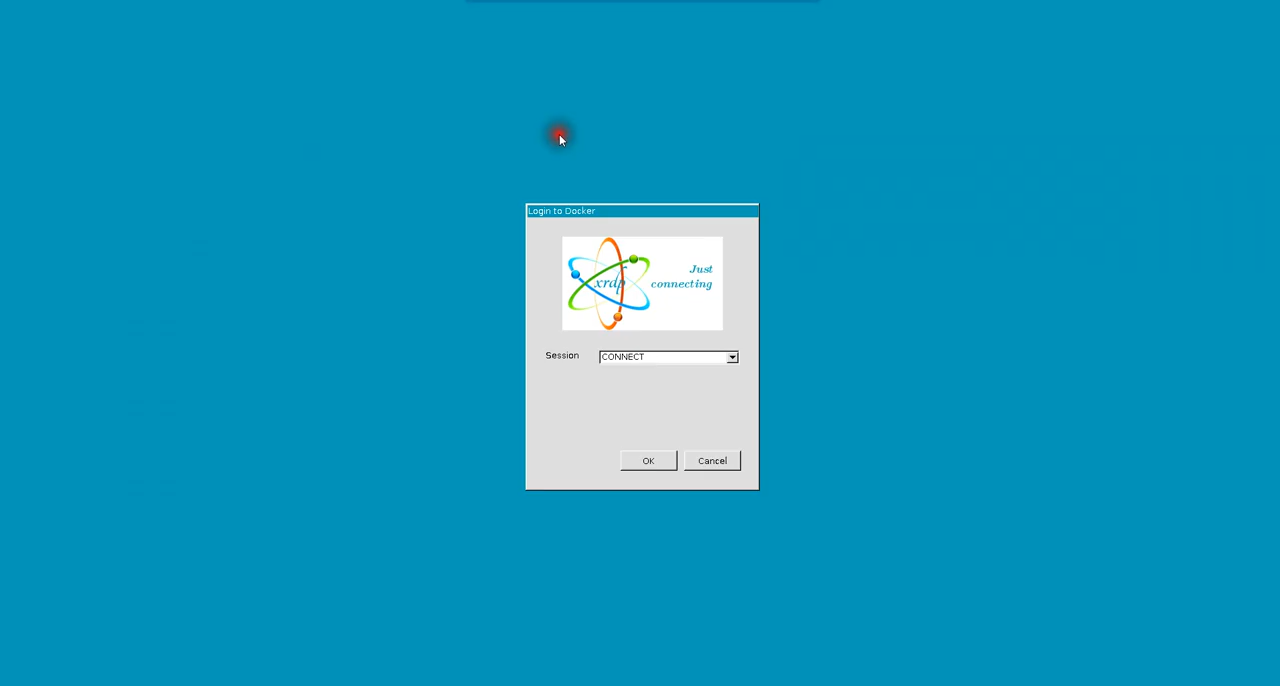 Login to Docker
xrdp
Just
connecting
Session
CONNECT
OK
Cancel